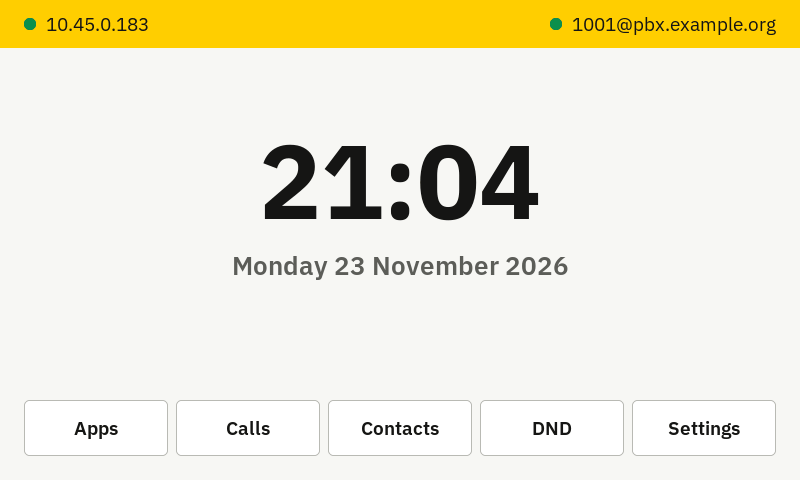 10.45.0.183 1001@pbx.example.org
21:04
Monday 23 November 2026
Apps Calls Contacts DND Settings